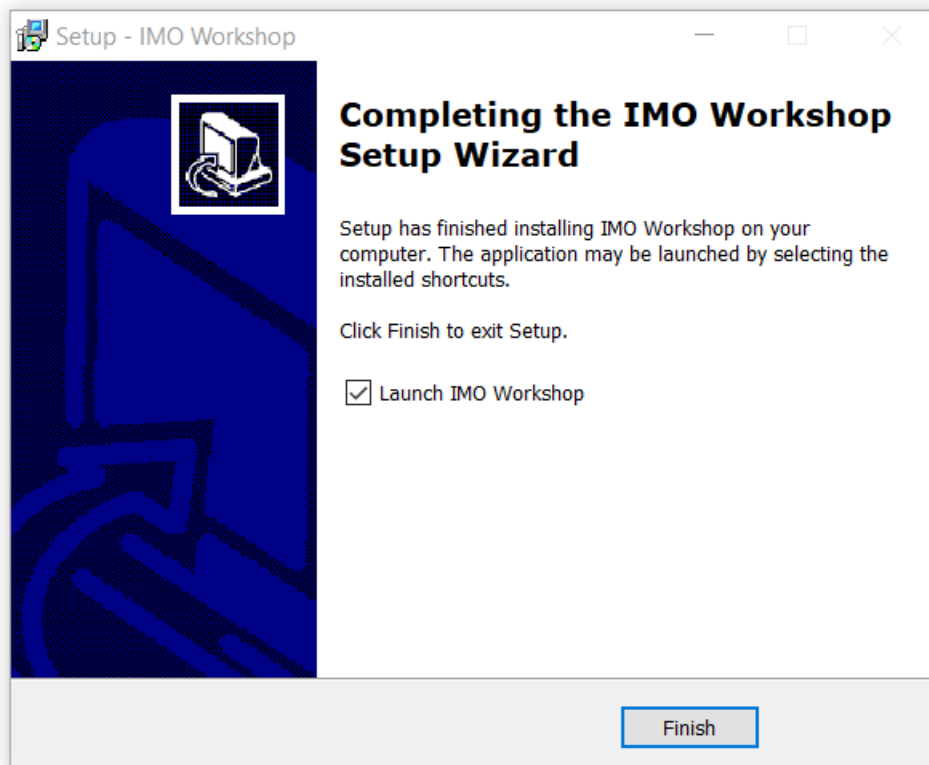 Setup - IMO Workshop
Completing the IMO Workshop
Setup Wizard
Setup has finished installing IMO Workshop on your
computer. The application may be launched by selecting the
installed shortcuts.
Click Finish to exit Setup.
Launch IMO Workshop
Finish